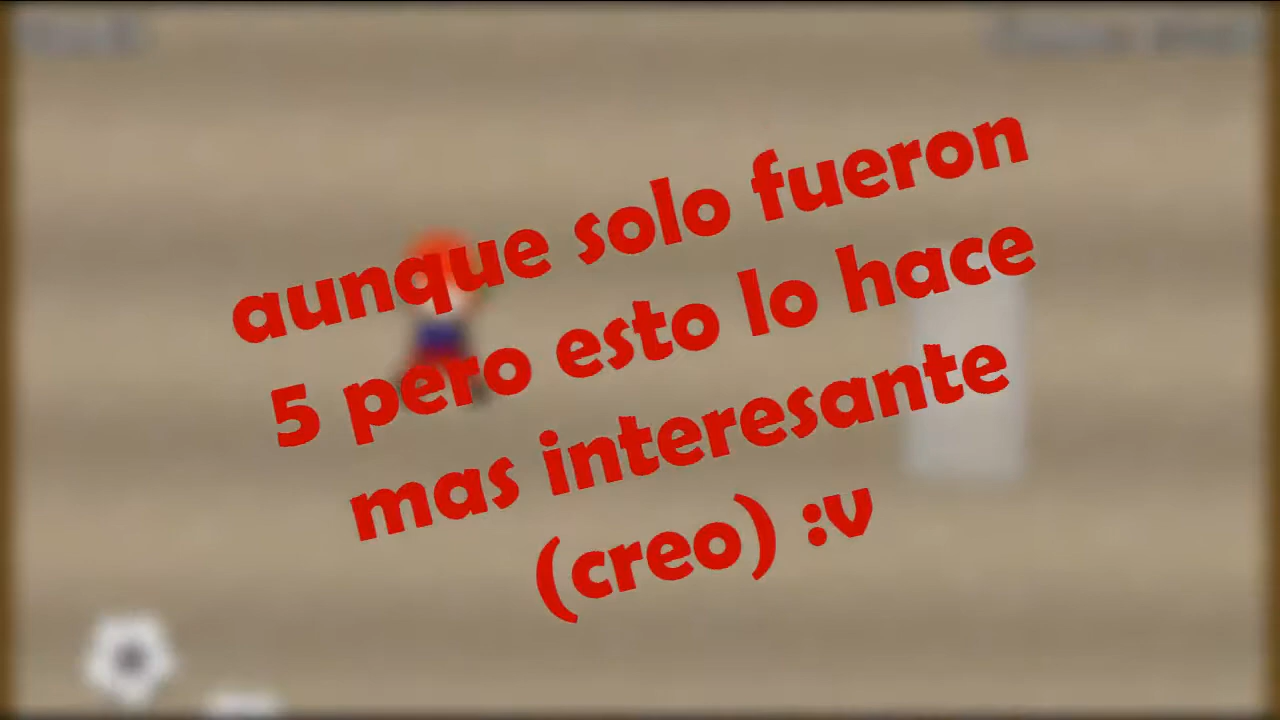 aunque solo fueron
5 pero esto lo hace
mas interesante
(creo) :v